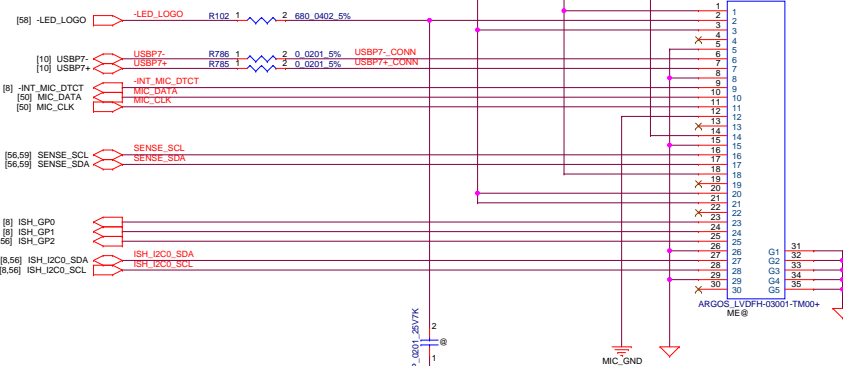 [58] -LED_LOGO -LED_LOGO R102 1 2 680_0402_5%
[10] USBP7- USBP7- R786 1 2 0_0201_5% USBP7-_CONN
[10] USBP7+ USBP7+ R785 1 2 0_0201_5% USBP7+_CONN
[8] -INT_MIC_DTCT -INT_MIC_DTCT
[50] MIC_DATA MIC_DATA
[50] MIC_CLK MIC_CLK
[56,59] SENSE_SCL SENSE_SCL
[56,59] SENSE_SDA SENSE_SDA
[8] ISH_GP0
[8] ISH_GP1
56] ISH_GP2
[8,56] ISH_I2C0_SDA ISH_I2C0_SDA
[8,56] ISH_I2C0_SCL ISH_I2C0_SCL
1 1
2 2
3 3
4 4
5 5
6 6
7 7
8 8
9 9
10 10
11 11
12 12
13 13
14 14
15 15
16 16
17 17
18 18
19 19
20 20
21 21
22 22
23 23
24 24
25 25
26 26 G1 31
27 27 G2 32
28 28 G3 33
29 29 G4 34
30 30 G5 35
ARGOS_LVDFH-03001-TM00+
ME@
P_0201_25V7K
2
@
1
MIC_GND